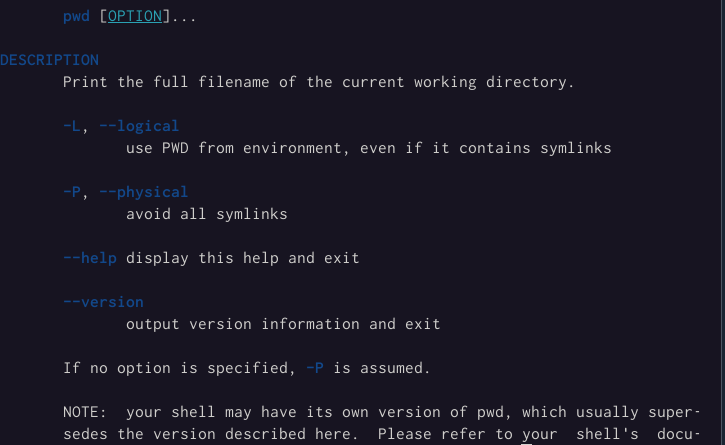 pwd [OPTION]...
DESCRIPTION
Print the full filename of the current working directory.
-L, --logical
use PWD from environment, even if it contains symlinks
-P, --physical
avoid all symlinks
--help display this help and exit
--version
output version information and exit
If no option is specified, -P is assumed.
NOTE:  your shell may have its own version of pwd, which usually super-
sedes the version described here.  Please refer to your  shell's  docu-